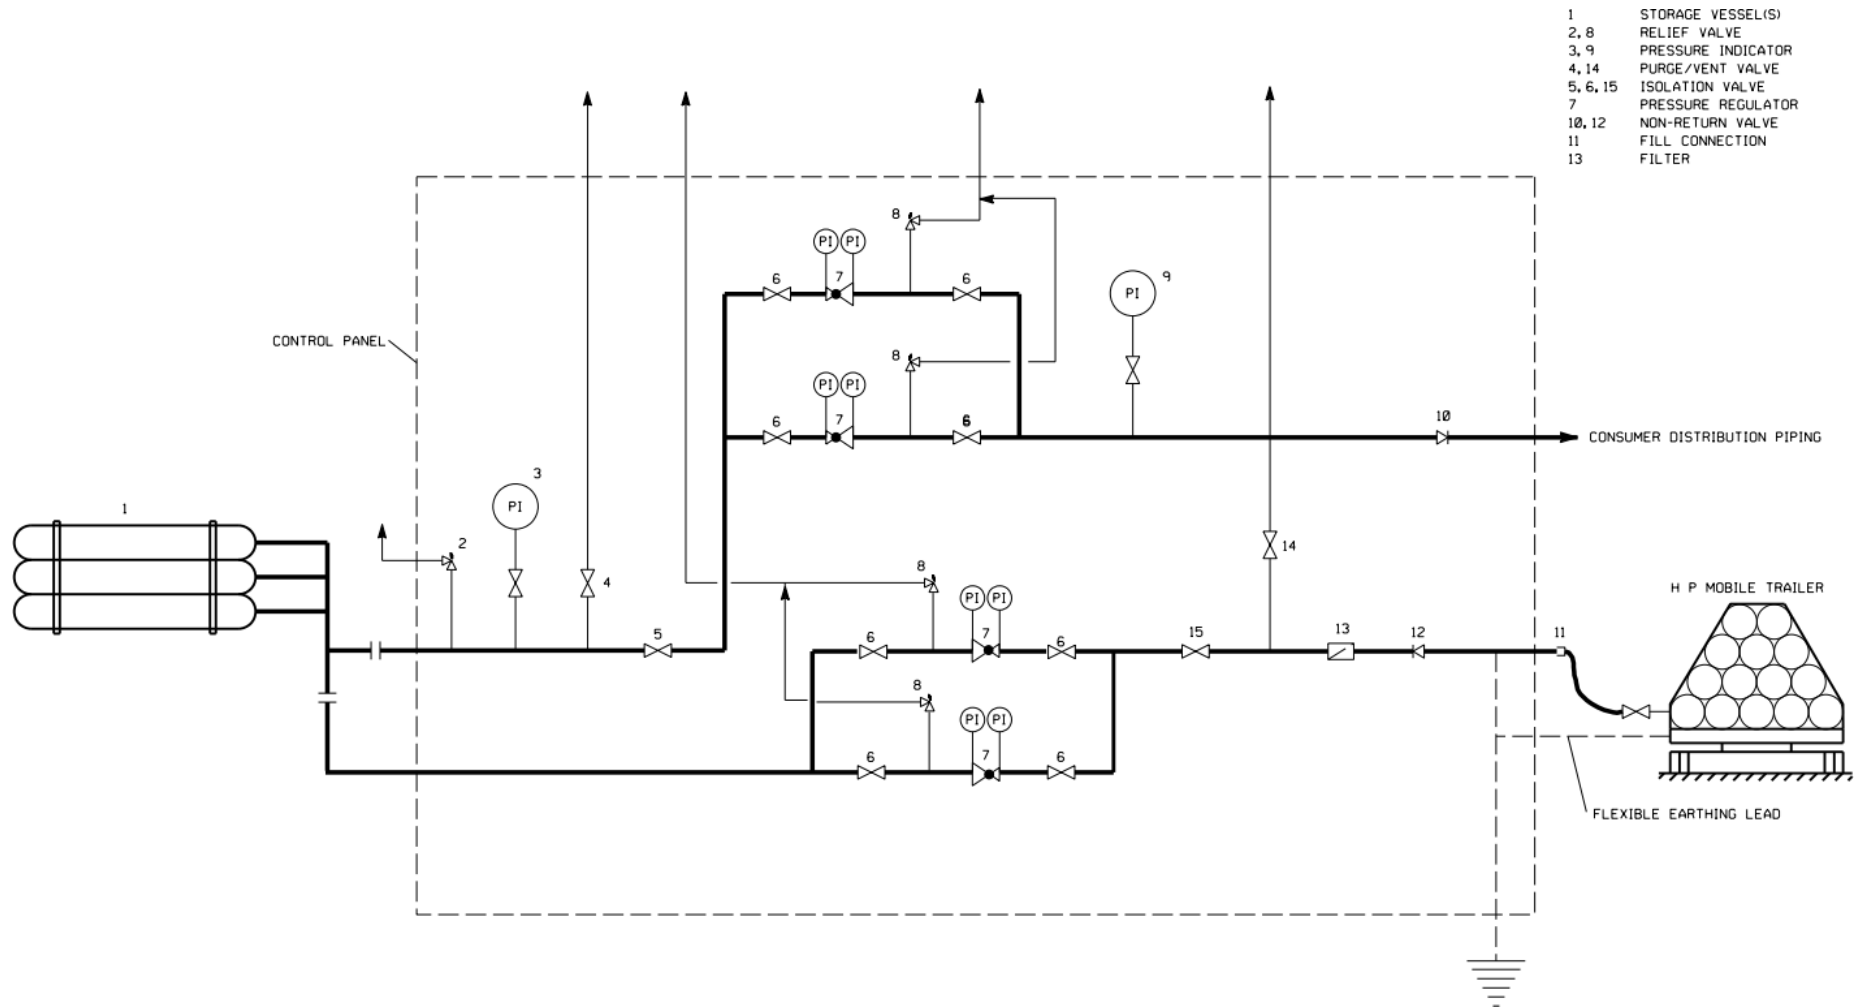 1 STORAGE VESSEL(S)
2,8 RELIEF VALVE
3,9 PRESSURE INDICATOR
4,14 PURGE/VENT VALVE
5,6,15 ISOLATION VALVE
7 PRESSURE REGULATOR
10,12 NON-RETURN VALVE
11 FILL CONNECTION
13 FILTER
8
PI PI
6 7 6
9
PI
CONTROL PANEL
8
PI PI
6 7 6
10
CONSUMER DISTRIBUTION PIPING
3
PI
1
2
4
14
8
H P MOBILE TRAILER
PI PI
5
6 7 6
15
13
12
11
8
PI PI
6 7 6
FLEXIBLE EARTHING LEAD